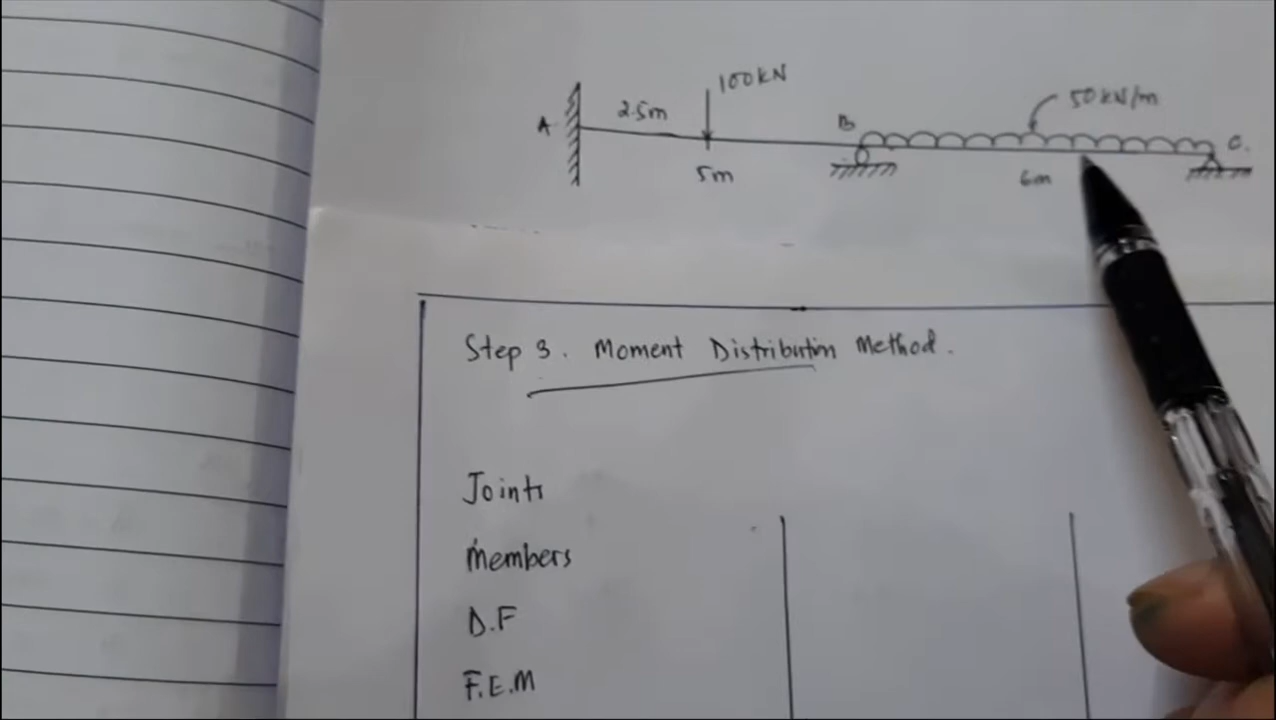 100KN
2.5m
50KN/m
A
B
C.
5m
6m
Step 3. Moment Distribution Method.
Joints
Members
D.F
F.E.M